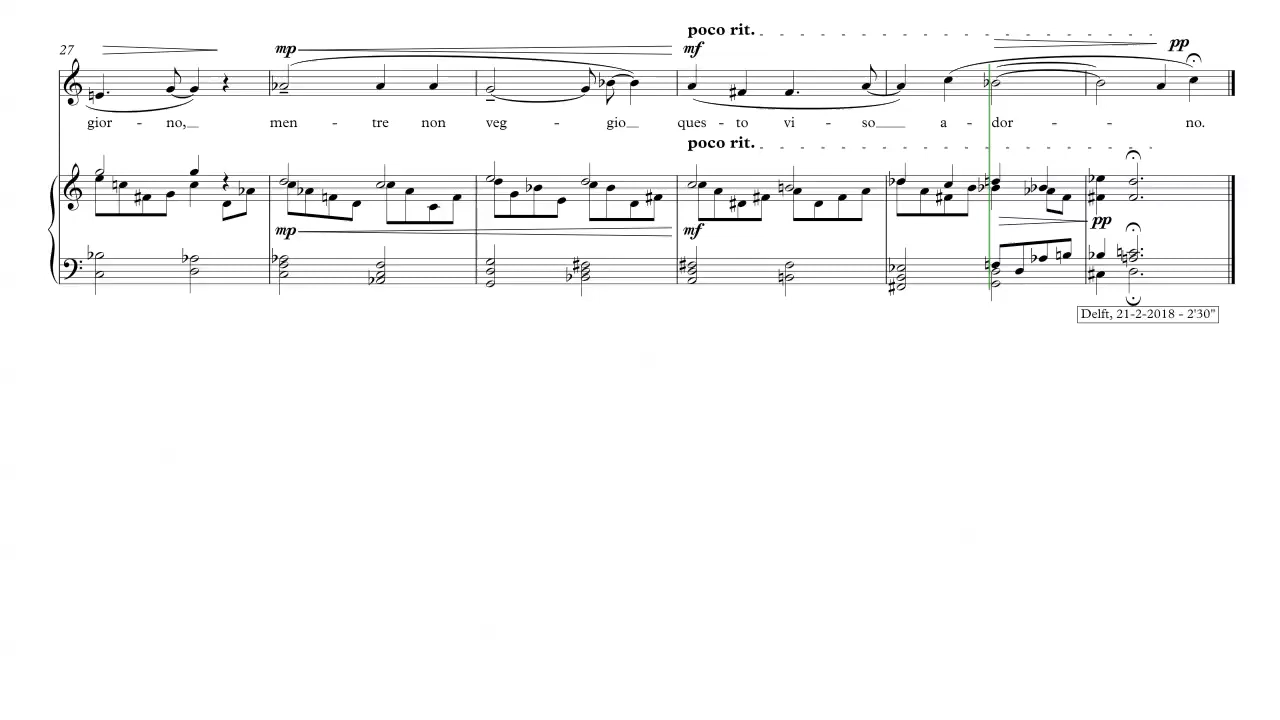 poco rit.
27
mp
mf
pp
gior - no, men - tre non veg - gio ques - to vi - so a - dor - - no.
poco rit.
mp
mf
pp
Delft, 21-2-2018 - 2'30"